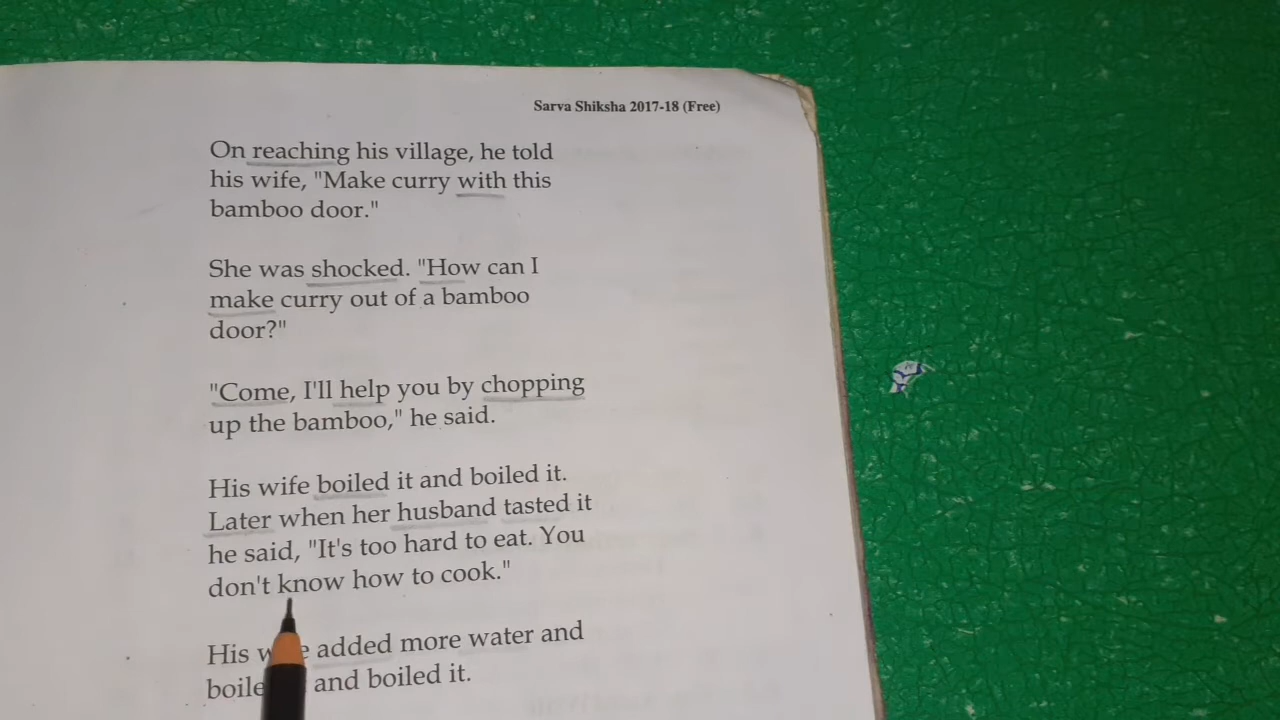 Sarva Shiksha 2017-18 (Free)
On reaching his village, he told
his wife, "Make curry with this
bamboo door."
She was shocked. "How can I
make curry out of a bamboo
door?"
"Come, I'll help you by chopping
up the bamboo," he said.
His wife boiled it and boiled it.
Later when her husband tasted it
he said, "It's too hard to eat. You
don't know how to cook."
His added more water and
and boiled it.